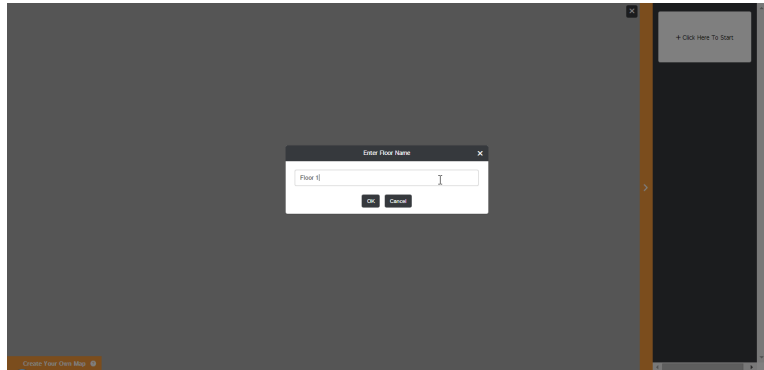 + Click Here To Start
Enter Floor Name
Floor 1
OK Cancel
Create Your Own Map